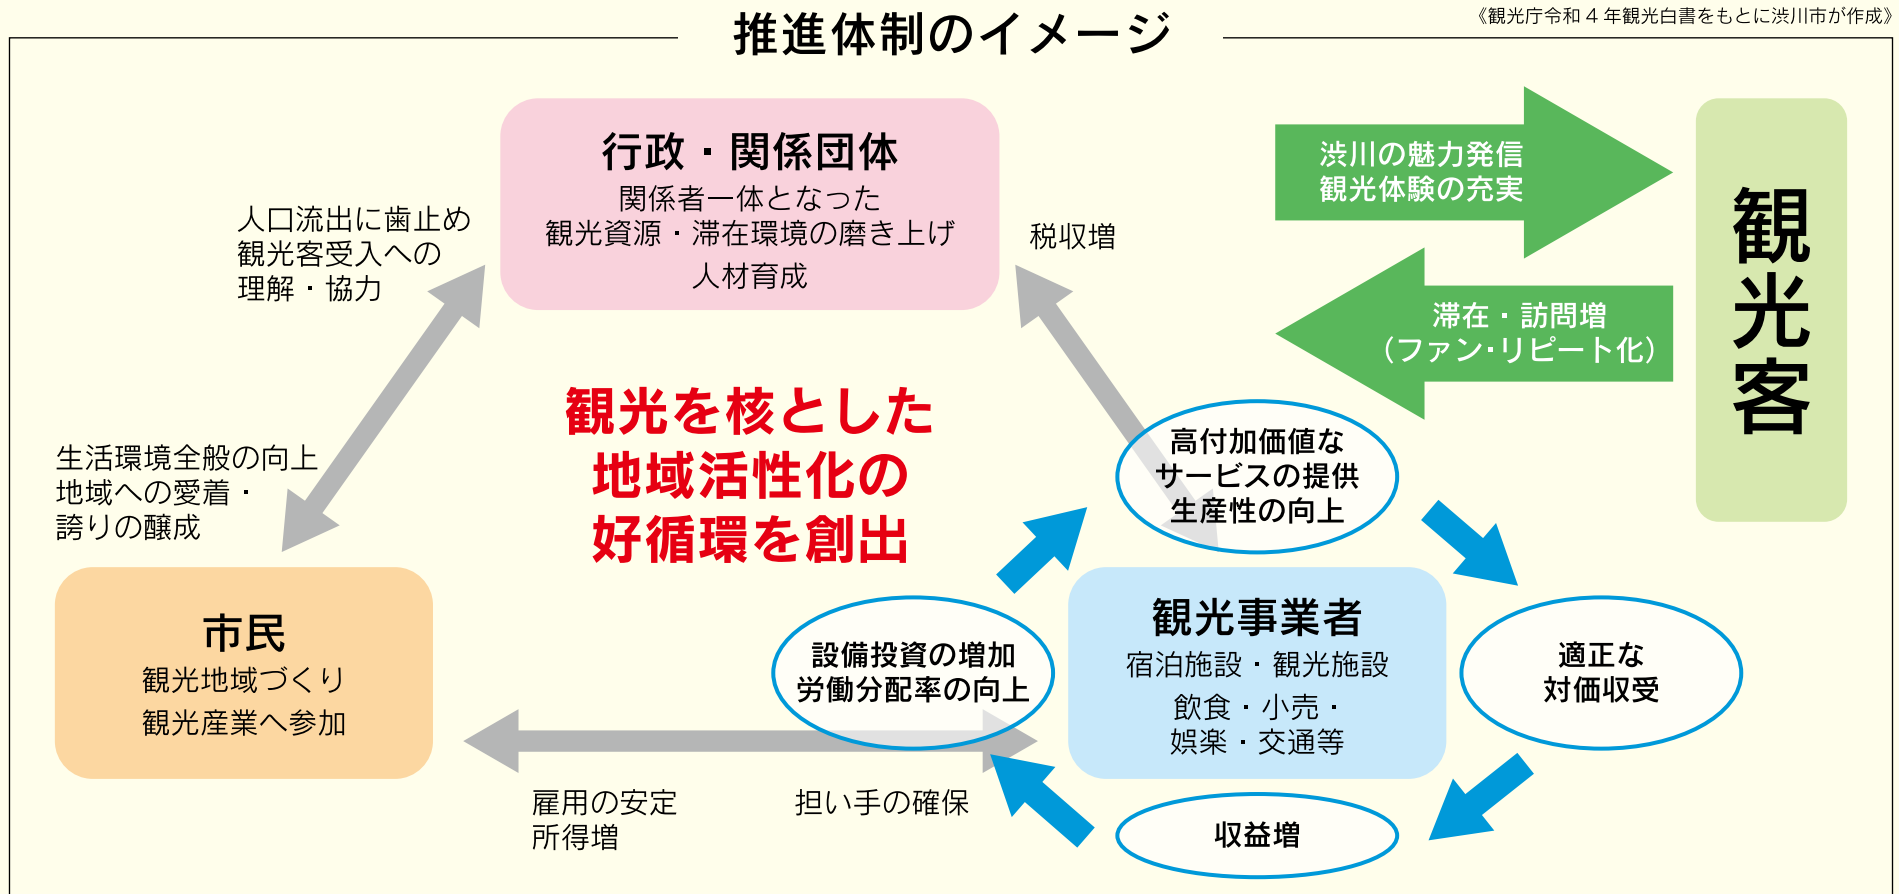 推進体制のイメージ
《観光庁令和4年観光白書をもとに渋川市が作成》
行政・関係団体
関係者一体となった
観光資源・滞在環境の磨き上げ
人材育成
人口流出に歯止め
観光客受入への
理解・協力
税収増
渋川の魅力発信
観光体験の充実
滞在・訪問増
（ファン・リピート化）
観光客
観光を核とした
地域活性化の
好循環を創出
生活環境全般の向上
地域への愛着・
誇りの醸成
市民
観光地域づくり
観光産業へ参加
高付加価値な
サービスの提供
生産性の向上
設備投資の増加
労働分配率の向上
観光事業者
宿泊施設・観光施設
飲食・小売・
娯楽・交通等
適正な
対価収受
収益増
雇用の安定
所得増
担い手の確保